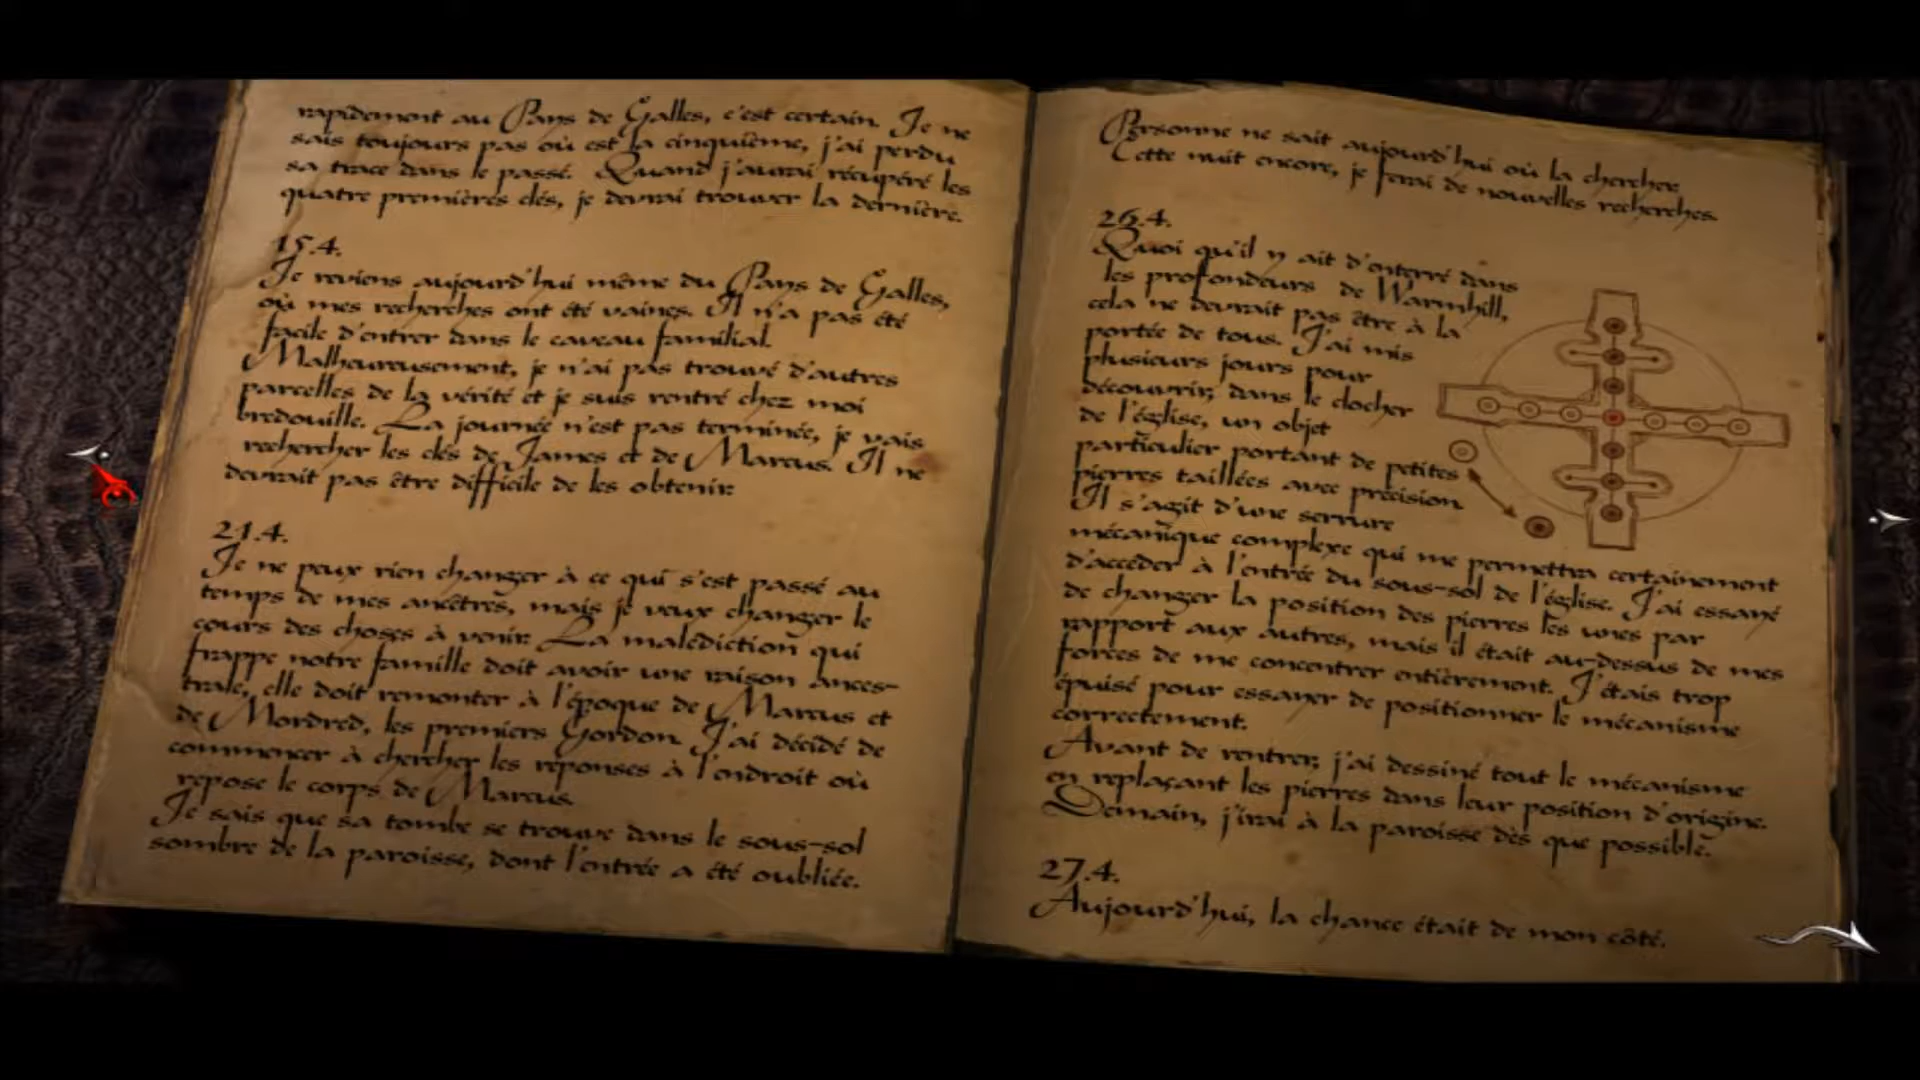 rapidement au Pays de Galles, c'est certain. Je ne
sais toujours pas où est la cinquième, j'ai perdu
sa trace dans le passé. Quand j'aurai récupéré les
quatre premières clés, je devrai trouver la dernière.
15.4.
Je reviens aujourd'hui même du Pays de Galles,
où mes recherches ont été vaines. Il n'a pas été
facile d'entrer dans le caveau familial.
Malheureusement, je n'ai pas trouvé d'autres
parcelles de la vérité et je suis rentré chez moi
bredouille. La journée n'est pas terminée, je vais
rechercher les clés de James et de Marcus. Il ne
devrait pas être difficile de les obtenir.
21.4.
Je ne peux rien changer à ce qui s'est passé au
temps de mes ancêtres, mais je veux changer le
cours des choses à venir. La malédiction qui
frappe notre famille doit avoir une raison ances-
trale, elle doit remonter à l'époque de Marcus et
de Mordred, les premiers Gordon. J'ai décidé de
commencer à chercher les réponses à l'endroit où
repose le corps de Marcus.
Je sais que sa tombe se trouve dans le sous-sol
sombre de la paroisse, dont l'entrée a été oubliée.
Personne ne sait aujourd'hui où la chercher.
Cette nuit encore, je ferai de nouvelles recherches.
26.4.
Quoi qu'il y ait d'enterré dans
les profondeurs de Warmhill,
cela ne devrait pas être à la
portée de tous. J'ai mis
plusieurs jours pour
découvrir, dans le clocher
de l'église, un objet
particulier portant de petites
pierres taillées avec précision.
Il s'agit d'une serrure
mécanique complexe qui me permettra certainement
d'accéder à l'entrée du sous-sol de l'église. J'ai essayé
de changer la position des pierres les unes par
rapport aux autres, mais il était au-dessus de mes
forces de me concentrer entièrement. J'étais trop
épuisé pour essayer de positionner le mécanisme
correctement.
Avant de rentrer, j'ai dessiné tout le mécanisme
en replaçant les pierres dans leur position d'origine.
Demain, j'irai à la paroisse dès que possible.
27.4.
Aujourd'hui, la chance était de mon côté.